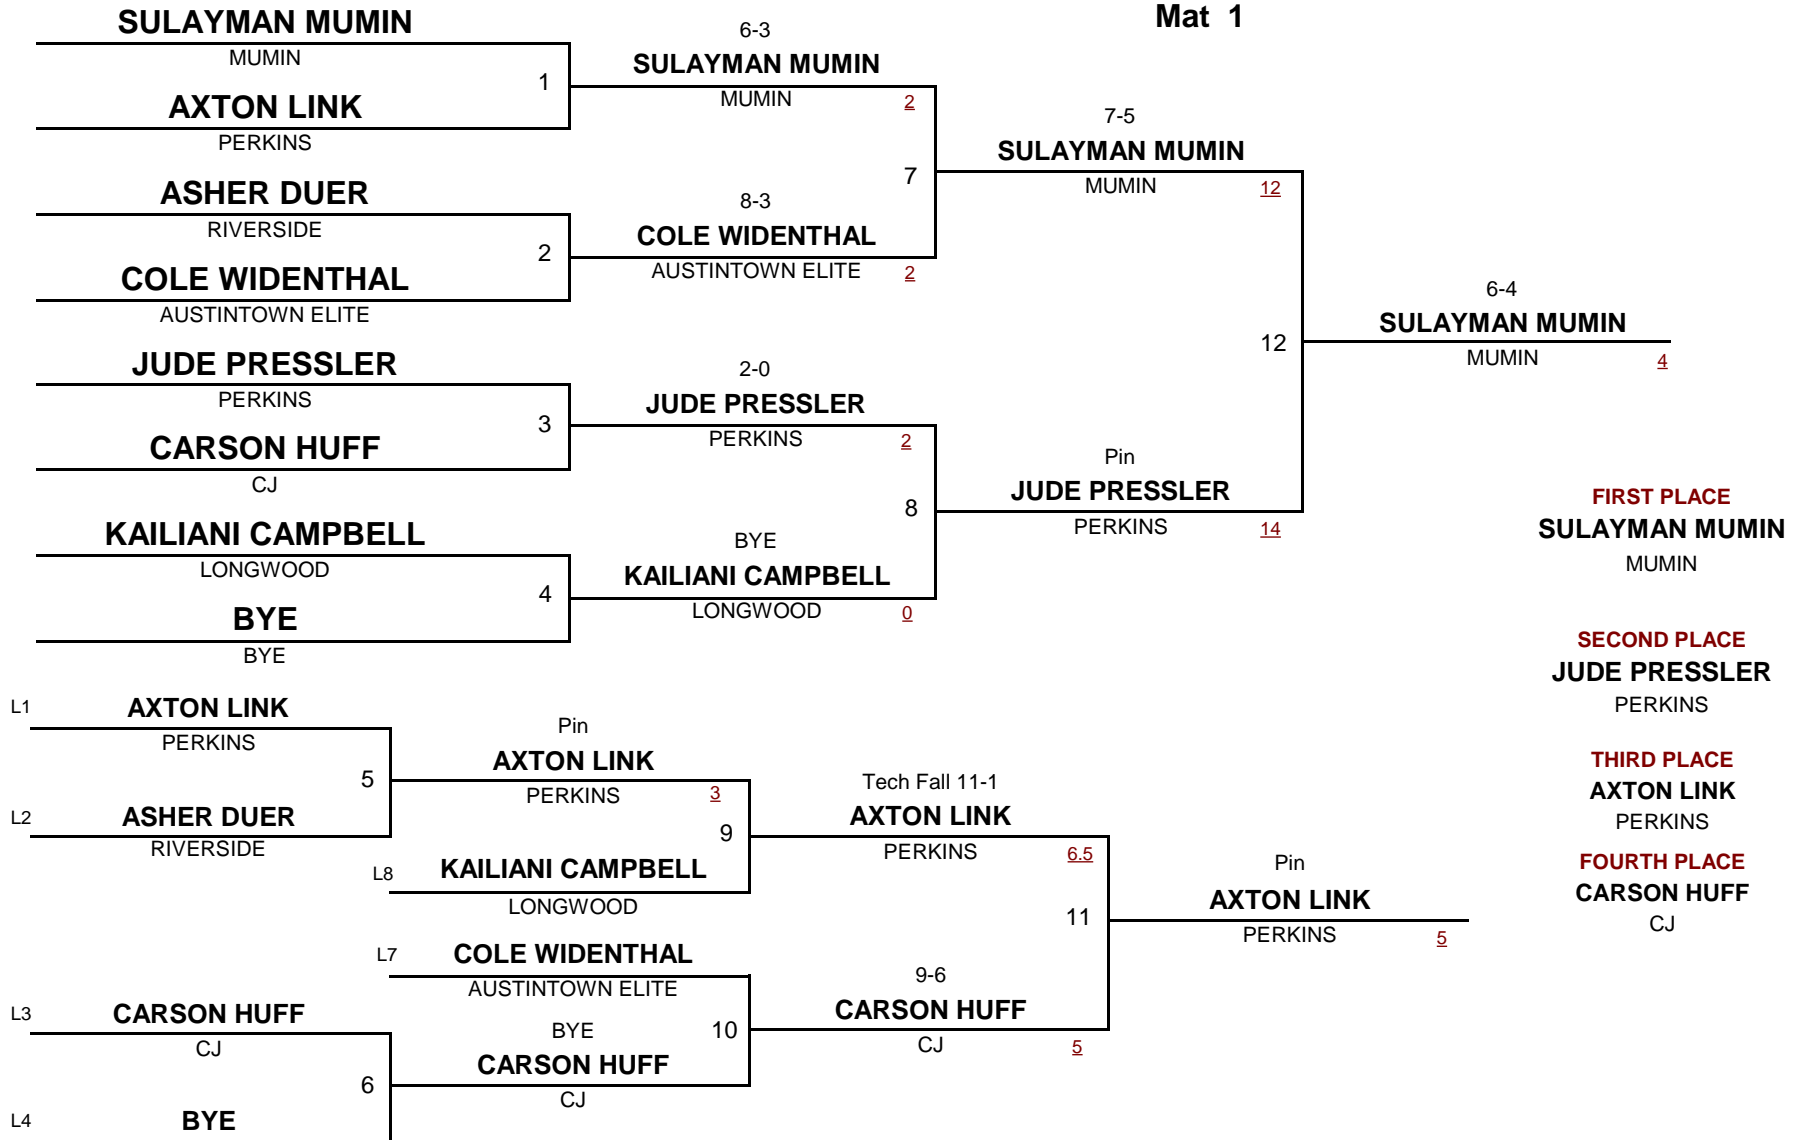 Mat 1
SULAYMAN MUMIN
MUMIN
1
AXTON LINK
PERKINS
6-3
SULAYMAN MUMIN
MUMIN
2
ASHER DUER
RIVERSIDE
2
COLE WIDENTHAL
AUSTINTOWN ELITE
8-3
COLE WIDENTHAL
AUSTINTOWN ELITE
2
7
7-5
SULAYMAN MUMIN
MUMIN
12
JUDE PRESSLER
PERKINS
3
CARSON HUFF
CJ
2-0
JUDE PRESSLER
PERKINS
2
KAILIANI CAMPBELL
LONGWOOD
4
BYE
BYE
BYE
KAILIANI CAMPBELL
LONGWOOD
0
8
Pin
JUDE PRESSLER
PERKINS
14
12
6-4
SULAYMAN MUMIN
MUMIN
4
FIRST PLACE
SULAYMAN MUMIN
MUMIN
SECOND PLACE
JUDE PRESSLER
PERKINS
THIRD PLACE
AXTON LINK
PERKINS
FOURTH PLACE
CARSON HUFF
CJ
L1
AXTON LINK
PERKINS
5
L2
ASHER DUER
RIVERSIDE
Pin
AXTON LINK
PERKINS
3
9
L8
KAILIANI CAMPBELL
LONGWOOD
Tech Fall 11-1
AXTON LINK
PERKINS
6.5
L7
COLE WIDENTHAL
AUSTINTOWN ELITE
10
L3
CARSON HUFF
CJ
6
L4
BYE
BYE
CARSON HUFF
CJ
9-6
CARSON HUFF
CJ
5
11
Pin
AXTON LINK
PERKINS
5